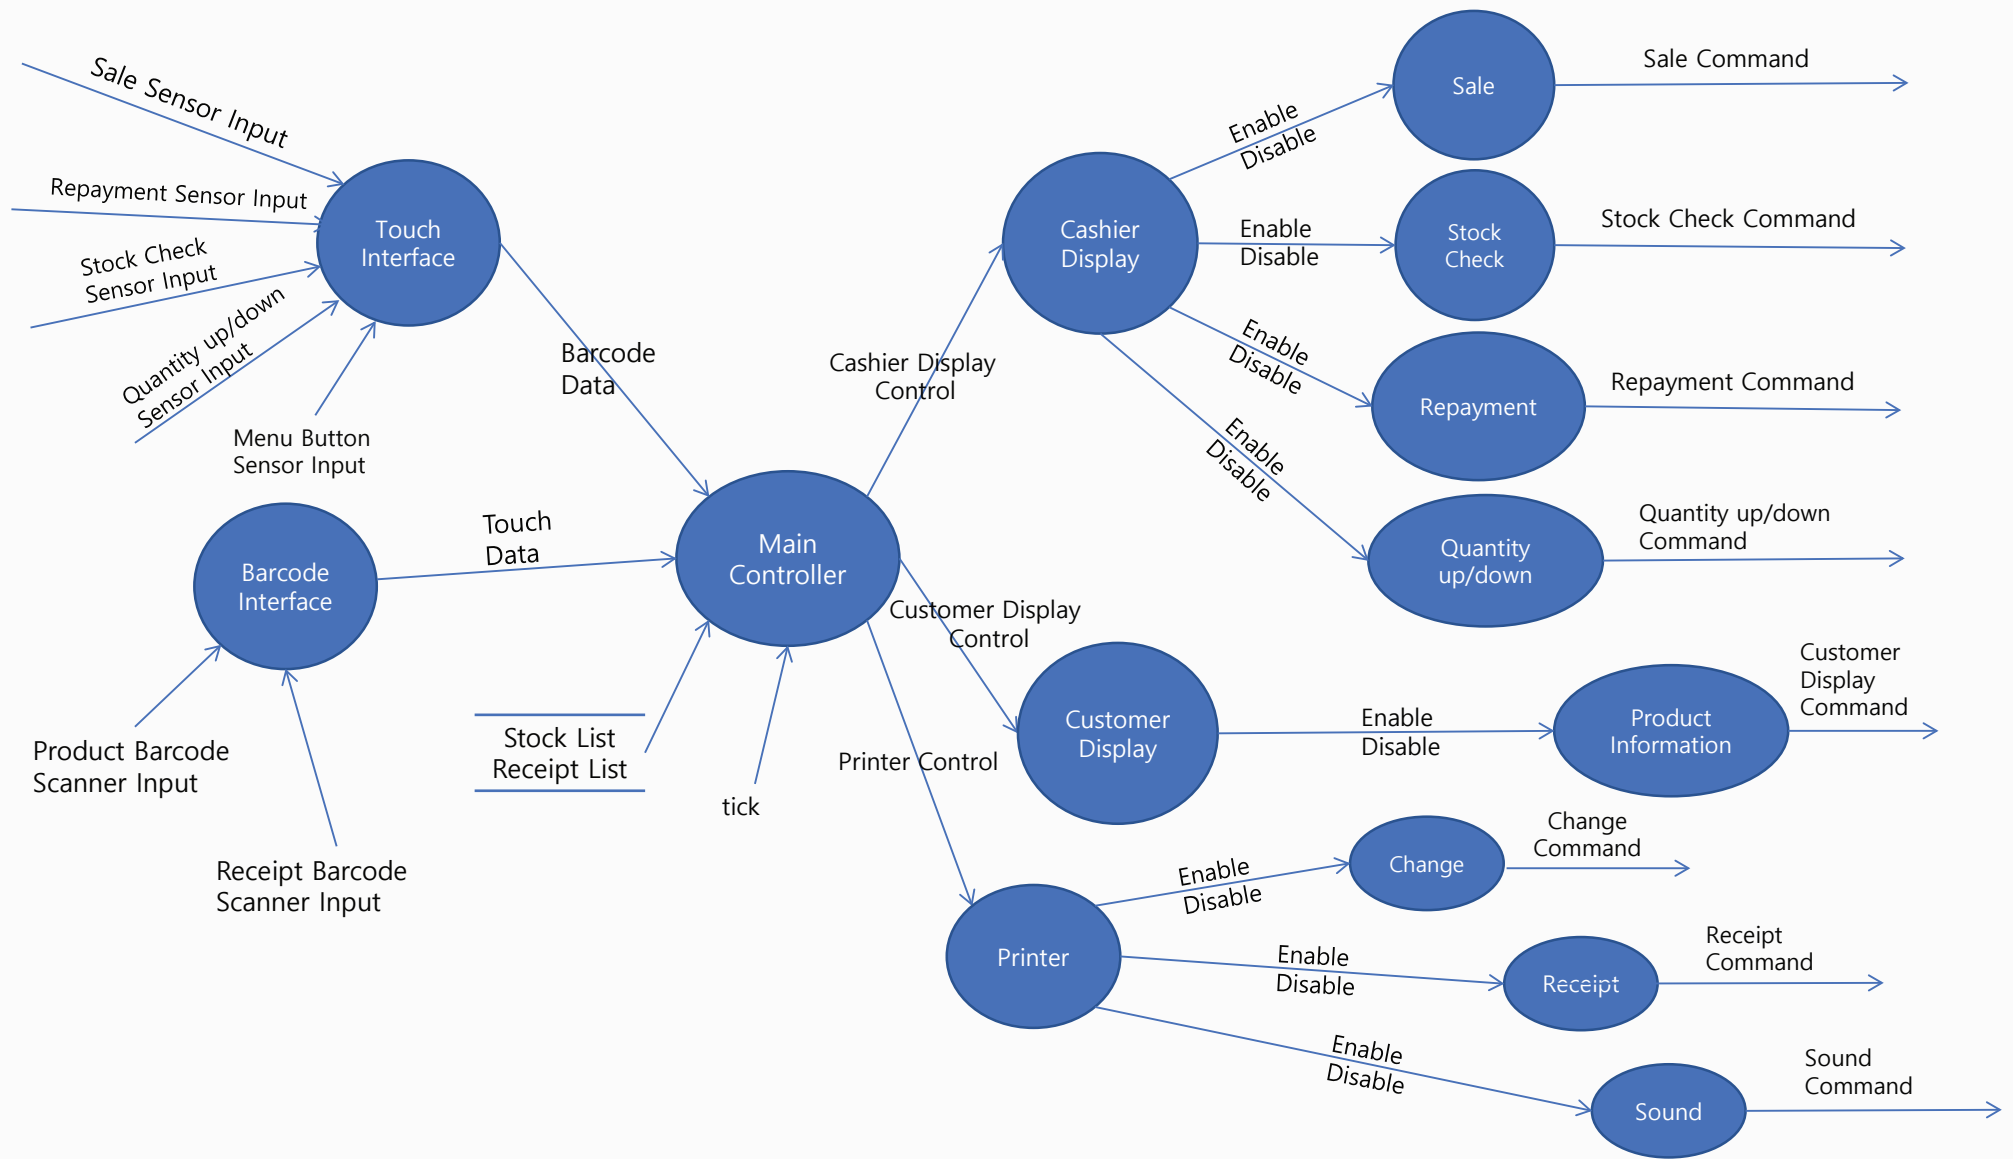 Sale Sensor Input
Repayment Sensor Input
Stock Check
Sensor Input
Quantity up/down
Sensor Input
Menu Button
Sensor Input
Touch
Interface
Barcode
Data
Barcode
Interface
Touch
Data
Product Barcode
Scanner Input
Receipt Barcode
Scanner Input
Main
Controller
Stock List
Receipt List
tick
Cashier Display
Control
Customer Display
Control
Printer Control
Cashier
Display
Enable
Disable
Sale
Sale Command
Enable
Disable
Stock
Check
Stock Check Command
Enable
Disable
Repayment
Repayment Command
Enable
Disable
Quantity
up/down
Quantity up/down
Command
Customer
Display
Enable
Disable
Product
Information
Customer
Display
Command
Printer
Enable
Disable
Change
Change
Command
Enable
Disable
Receipt
Receipt
Command
Enable
Disable
Sound
Sound
Command